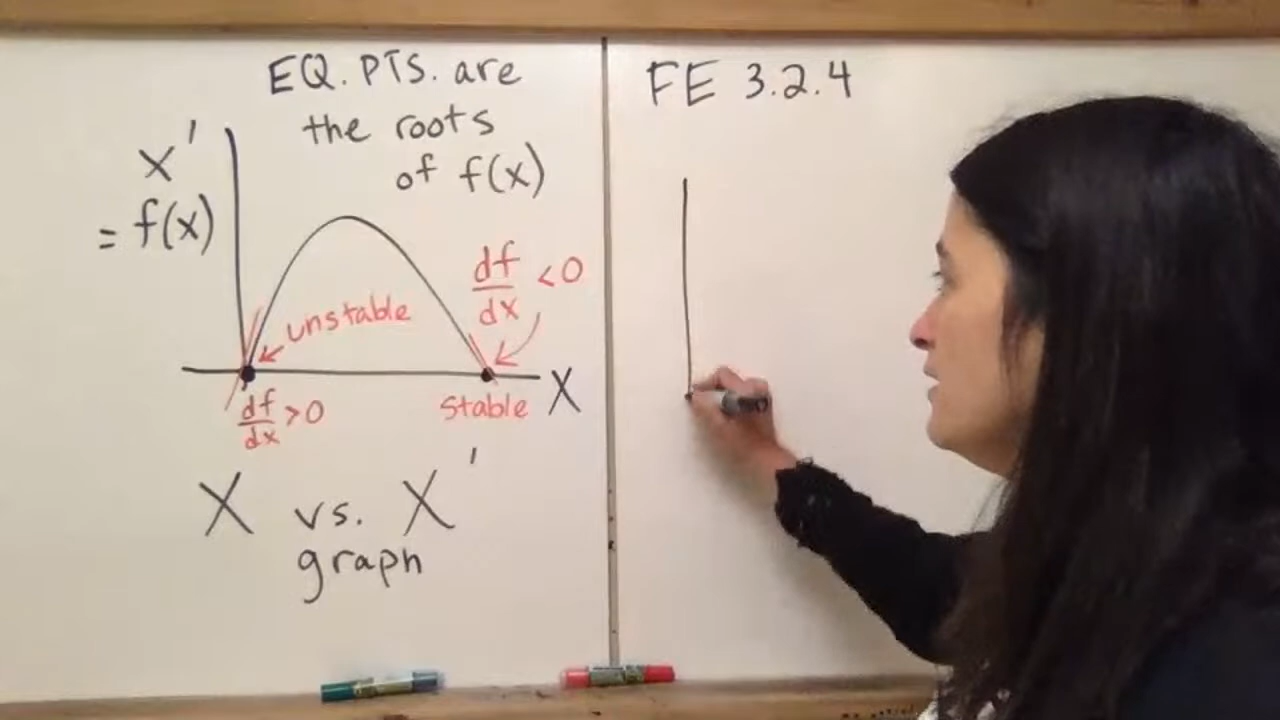 EQ. PTS. are
the roots
of f(x)
x'
= f(x)
unstable
df/dx < 0
df/dx > 0
stable
X
X vs. X'
graph
FE 3.2.4